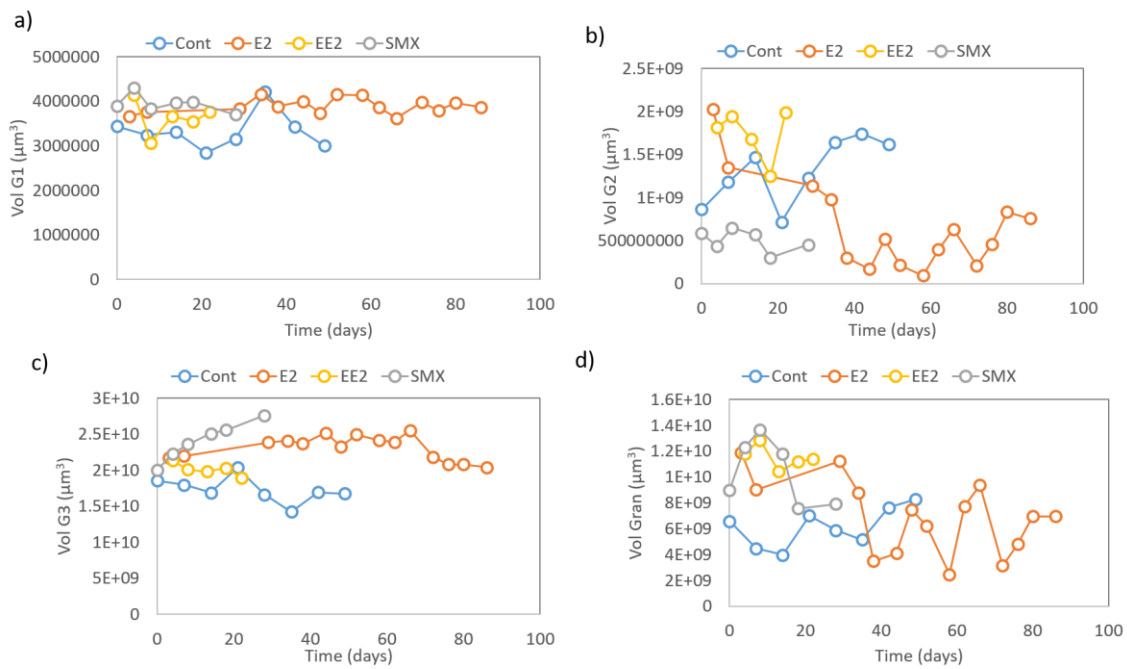 a)
Cont E2 EE2 SMX
5000000
4000000
3000000
2000000
1000000
0
Vol G1 (µm³)
0 20 40 60 80 100
Time (days)
b)
Cont E2 EE2 SMX
2.5E+09
2E+09
1.5E+09
1E+09
500000000
0
Vol G2 (µm³)
0 20 40 60 80 100
Time (days)
c)
Cont E2 EE2 SMX
3E+10
2.5E+10
2E+10
1.5E+10
1E+10
5E+09
0
Vol G3 (µm³)
0 20 40 60 80 100
Time (days)
d)
Cont E2 EE2 SMX
1.6E+10
1.4E+10
1.2E+10
1E+10
8E+09
6E+09
4E+09
2E+09
0
Vol Gran (µm³)
0 20 40 60 80 100
Time (days)